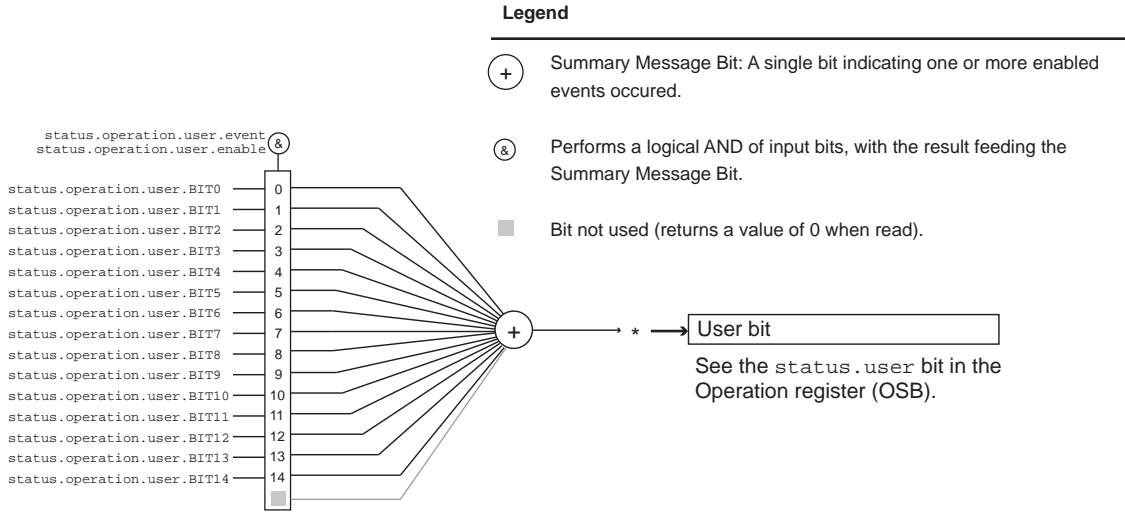 Legend
+ Summary Message Bit: A single bit indicating one or more enabled
events occured.
& Performs a logical AND of input bits, with the result feeding the
Summary Message Bit.
Bit not used (returns a value of 0 when read).
status.operation.user.event
status.operation.user.enable
&
status.operation.user.BIT0 0
status.operation.user.BIT1 1
status.operation.user.BIT2 2
status.operation.user.BIT3 3
status.operation.user.BIT4 4
status.operation.user.BIT5 5
status.operation.user.BIT6 6
status.operation.user.BIT7 7
status.operation.user.BIT8 8
status.operation.user.BIT9 9
status.operation.user.BIT10 10
status.operation.user.BIT11 11
status.operation.user.BIT12 12
status.operation.user.BIT13 13
status.operation.user.BIT14 14
+
*
User bit
See the status.user bit in the
Operation register (OSB).